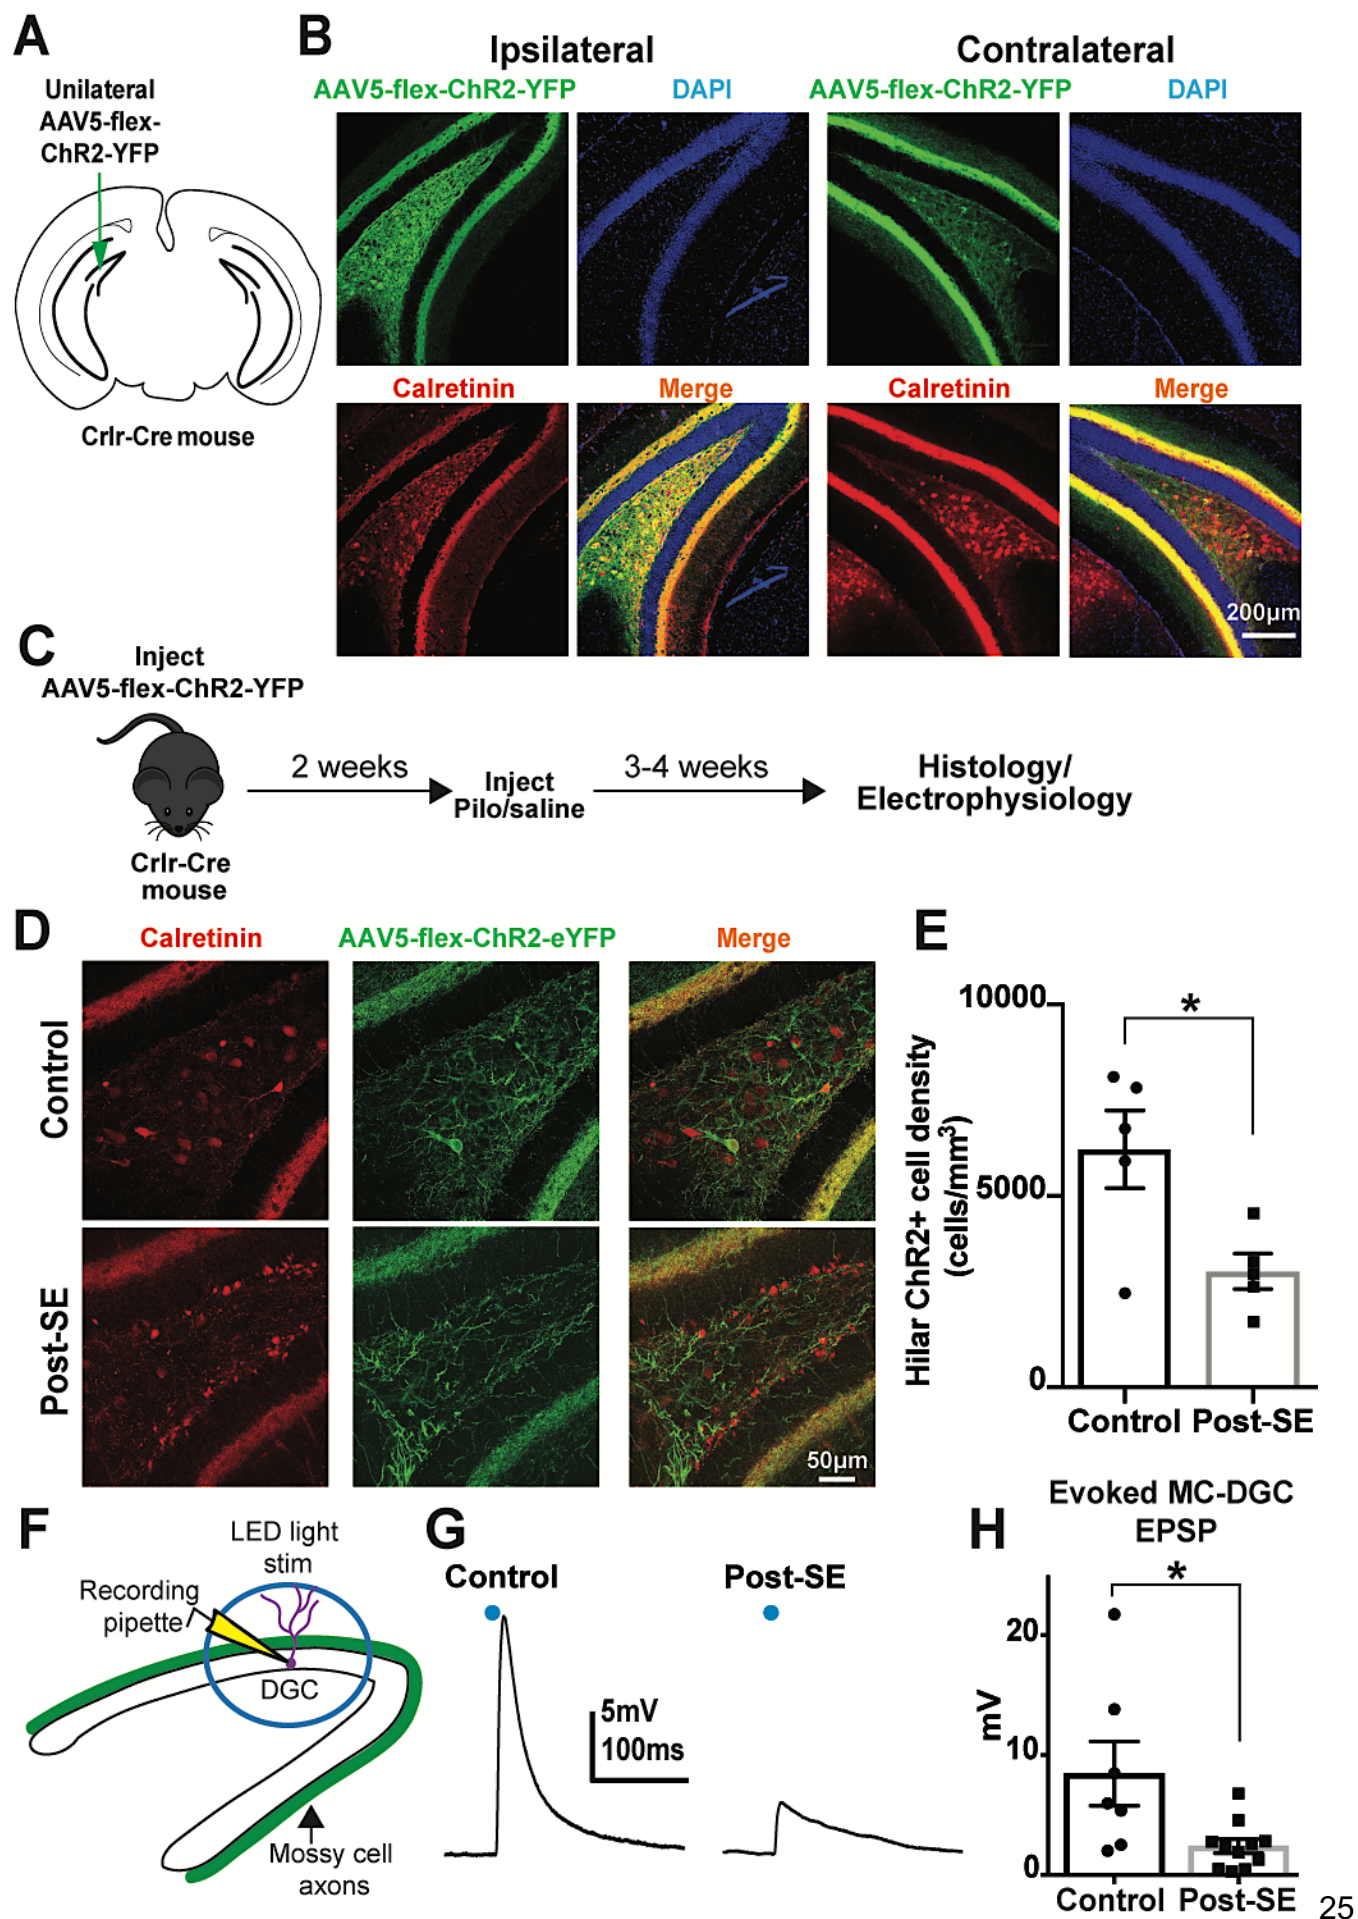 A
Unilateral
AAV5-flex-
ChR2-YFP
Crlr-Cre mouse
B
Ipsilateral
Contralateral
AAV5-flex-ChR2-YFP
DAPI
AAV5-flex-ChR2-YFP
DAPI
Calretinin
Merge
Calretinin
Merge
200μm
C
Inject
AAV5-flex-ChR2-YFP
Crlr-Cre
mouse
2 weeks
Inject
Pilo/saline
3-4 weeks
Histology/
Electrophysiology
D
Calretinin
AAV5-flex-ChR2-eYFP
Merge
Control
Post-SE
50μm
E
Hilar ChR2+ cell density
(cells/mm³)
10000
*
5000
0
Control Post-SE
F
LED light
stim
Recording
pipette
DGC
Mossy cell
axons
G
Control
Post-SE
5mV
100ms
H
Evoked MC-DGC
EPSP
*
mV
20
10
0
Control Post-SE
25